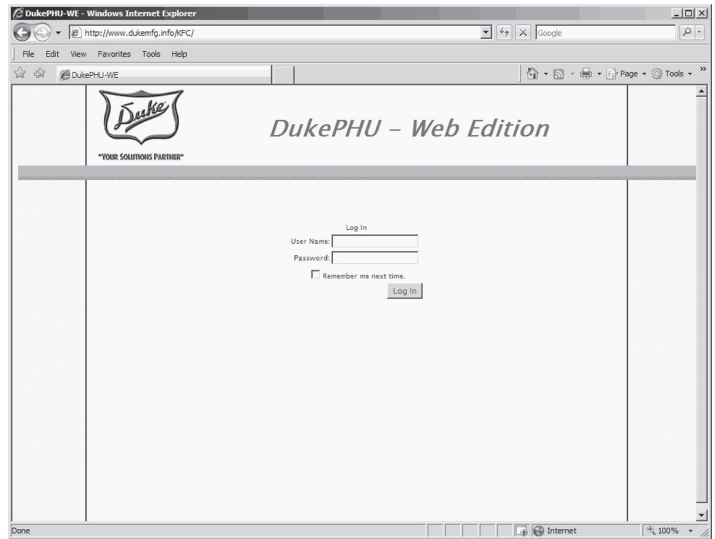 DukePHU-WE - Windows Internet Explorer
http://www.dukemfg.info/KFC/
Google
File Edit View Favorites Tools Help
DukePHU-WE
Page Tools
Duke
"YOUR SOLUTIONS PARTNER"
DukePHU – Web Edition
Log In
User Name:
Password:
Remember me next time.
Log In
Done
Internet
100%